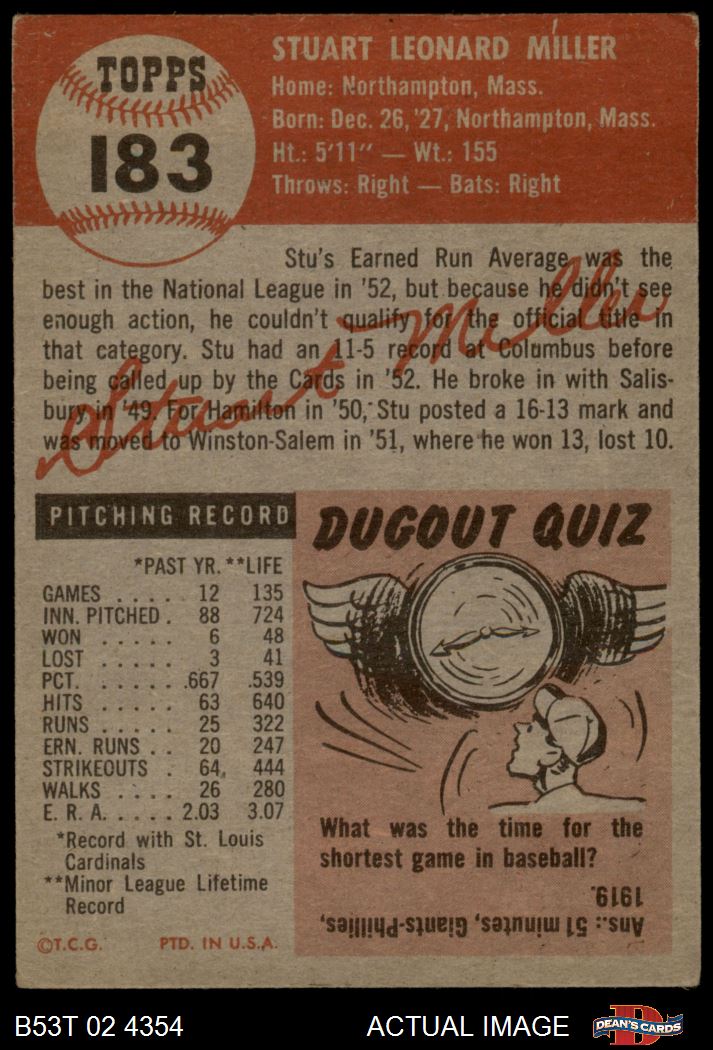 TOPPS
183
STUART LEONARD MILLER
Home: Northampton, Mass.
Born: Dec. 26, '27, Northampton, Mass.
Ht.: 5'11" — Wt.: 155
Throws: Right — Bats: Right
Stu's Earned Run Average was the
best in the National League in '52, but because he didn't see
enough action, he couldn't qualify for the official title in
that category. Stu had an 11-5 record at Columbus before
being called up by the Cards in '52. He broke in with Salis-
bury in '49. For Hamilton in '50, Stu posted a 16-13 mark and
was moved to Winston-Salem in '51, where he won 13, lost 10.
Stuart Miller
PITCHING RECORD
*PAST YR. **LIFE
GAMES . . . . . 12 135
INN. PITCHED . 88 724
WON . . . . . 6 48
LOST . . . . . 3 41
PCT. . . . . . .667 .539
HITS . . . . . 63 640
RUNS . . . . . 25 322
ERN. RUNS . . 20 247
STRIKEOUTS . 64, 444
WALKS . . . . 26 280
E. R. A. . . . . . 2.03 3.07
*Record with St. Louis
Cardinals
**Minor League Lifetime
Record
©T.C.G. PTD. IN U.S.A.
DUGOUT QUIZ
What was the time for the
shortest game in baseball?
Ans.: 51 minutes, Giants-Phillies,
1919.
B53T 02 4354
ACTUAL IMAGE
D
DEAN'S CARDS